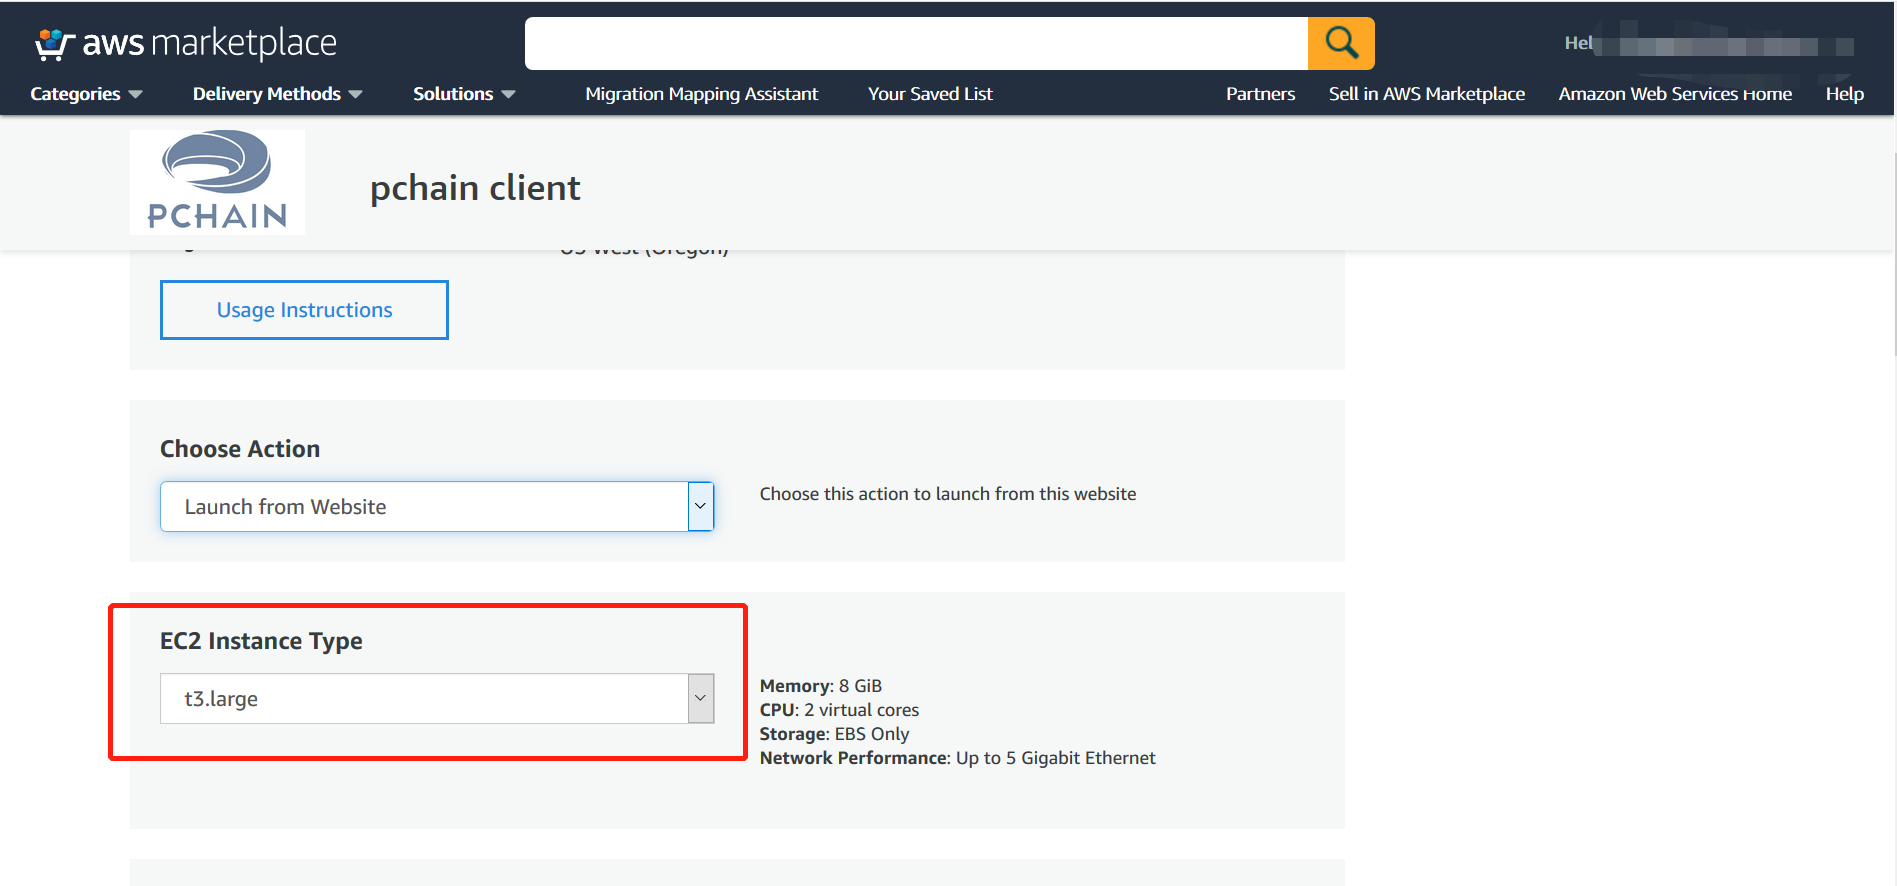 aws marketplace
Hel
Categories Delivery Methods Solutions Migration Mapping Assistant Your Saved List Partners Sell in AWS Marketplace Amazon Web Services Home Help
PCHAIN
pchain client
US West (Oregon)
Usage Instructions
Choose Action
Launch from Website
Choose this action to launch from this website
EC2 Instance Type
t3.large
Memory: 8 GiB
CPU: 2 virtual cores
Storage: EBS Only
Network Performance: Up to 5 Gigabit Ethernet